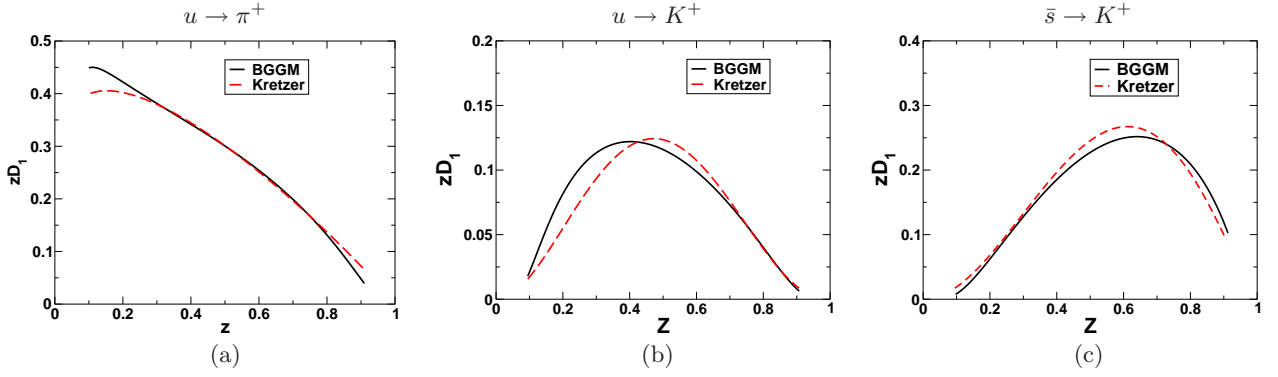 u → π⁺
u → K⁺
s̄ → K⁺
0.5
0.4
0.3
0.2
0.1
0
zD₁
BGGM
Kretzer
0 0.2 0.4 0.6 0.8 1
z
(a)
0.2
0.15
0.1
0.05
0
zD₁
BGGM
Kretzer
0 0.2 0.4 0.6 0.8 1
Z
(b)
0.4
0.3
0.2
0.1
0
zD₁
BGGM
Kretzer
0 0.2 0.4 0.6 0.8 1
Z
(c)